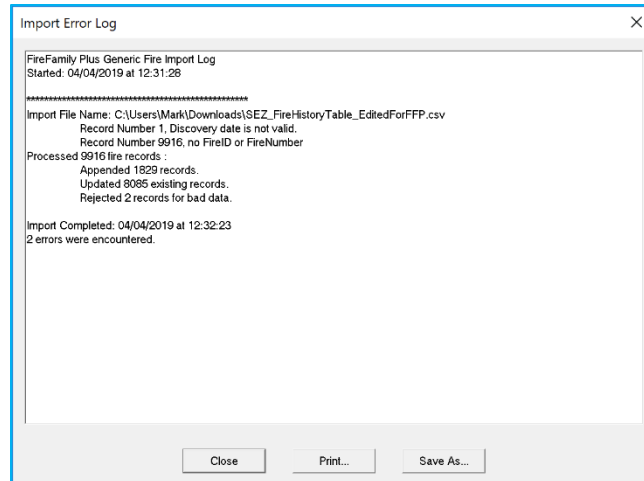 Import Error Log
FireFamily Plus Generic Fire Import Log
Started: 04/04/2019 at 12:31:28
**************************************************
Import File Name: C:\Users\Mark\Downloads\SEZ_FireHistoryTable_EditedForFFP.csv
Record Number 1, Discovery date is not valid.
Record Number 9916, no FireID or FireNumber
Processed 9916 fire records :
Appended 1829 records.
Updated 8085 existing records.
Rejected 2 records for bad data.
Import Completed: 04/04/2019 at 12:32:23
2 errors were encountered.
Close Print... Save As...